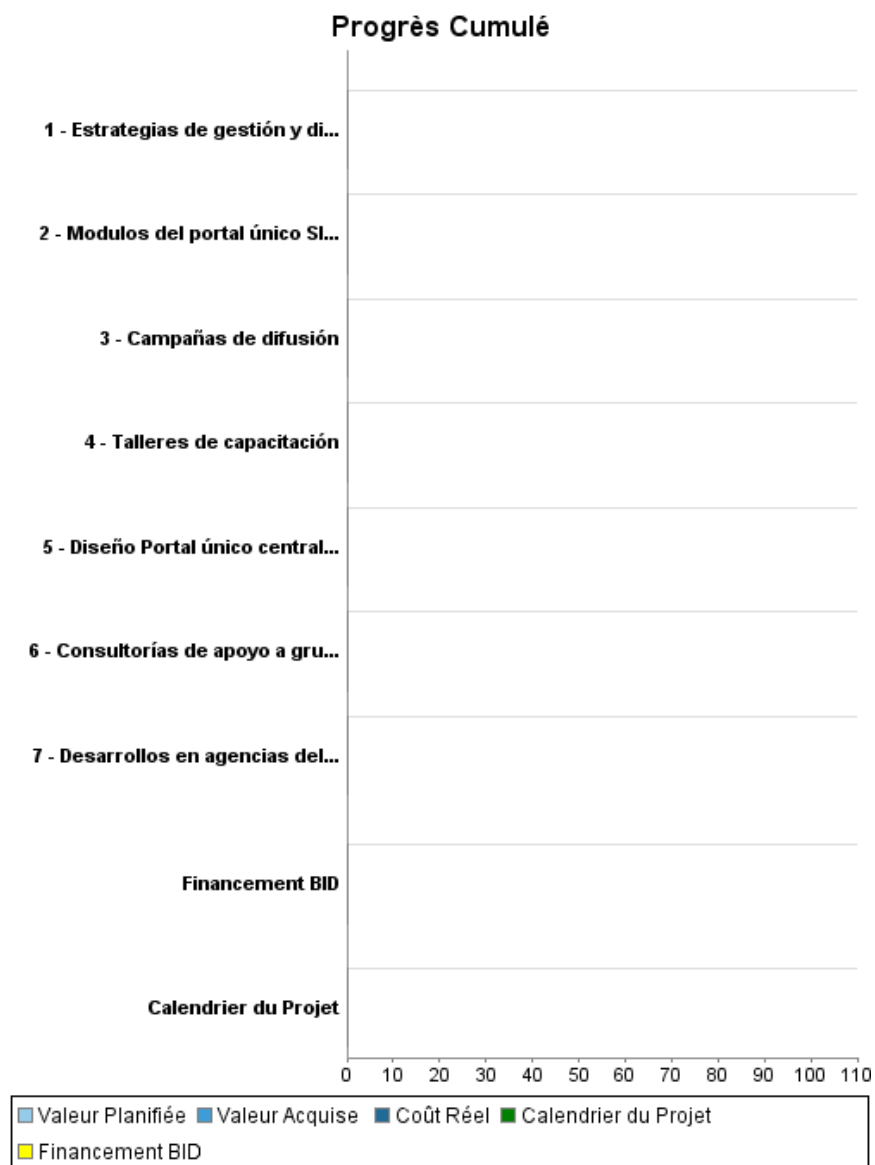 Progrès Cumulé
1 - Estrategias de gestión y di...
2 - Modulos del portal único SI...
3 - Campañas de difusión
4 - Talleres de capacitación
5 - Diseño Portal único central...
6 - Consultorías de apoyo a gru...
7 - Desarrollos en agencias del...
Financement BID
Calendrier du Projet
0 10 20 30 40 50 60 70 80 90 100 110
Valeur Planifiée Valeur Acquise Coût Réel Calendrier du Projet
Financement BID